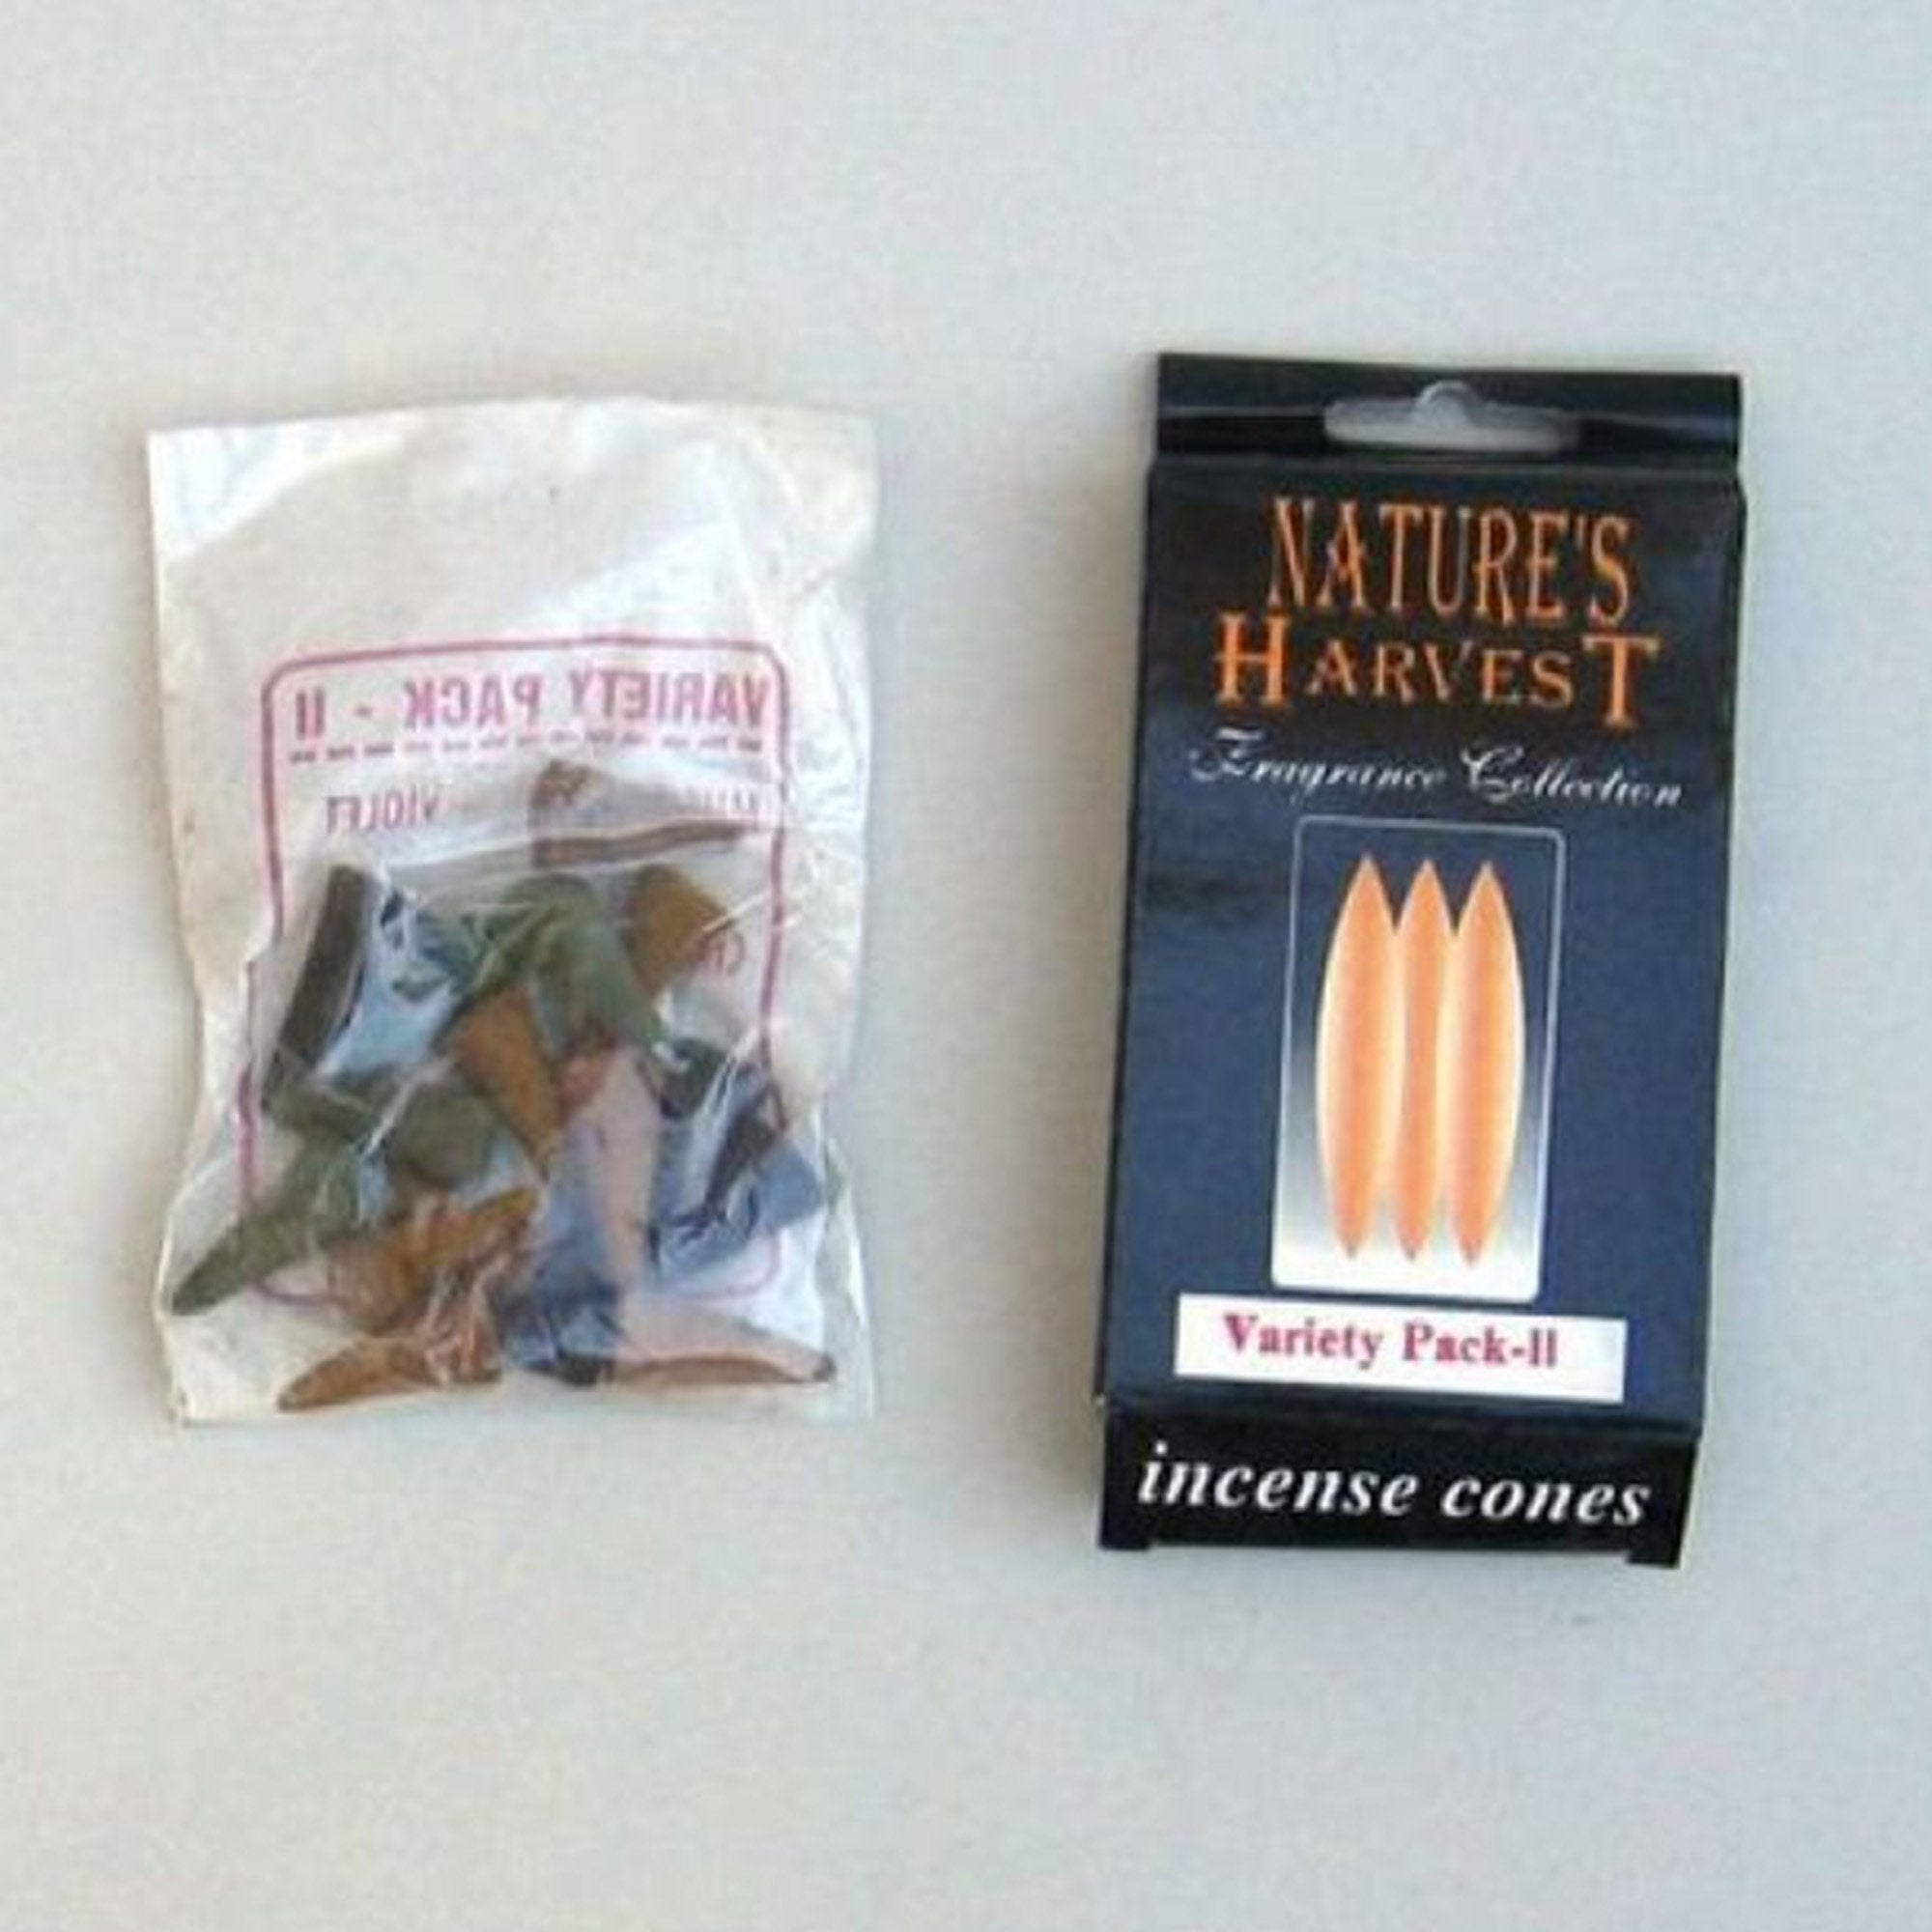 VARIETY PACK - II
VIOLET
NATURE'S
HARVEST
Fragrance Collection
Variety Pack-II
incense cones